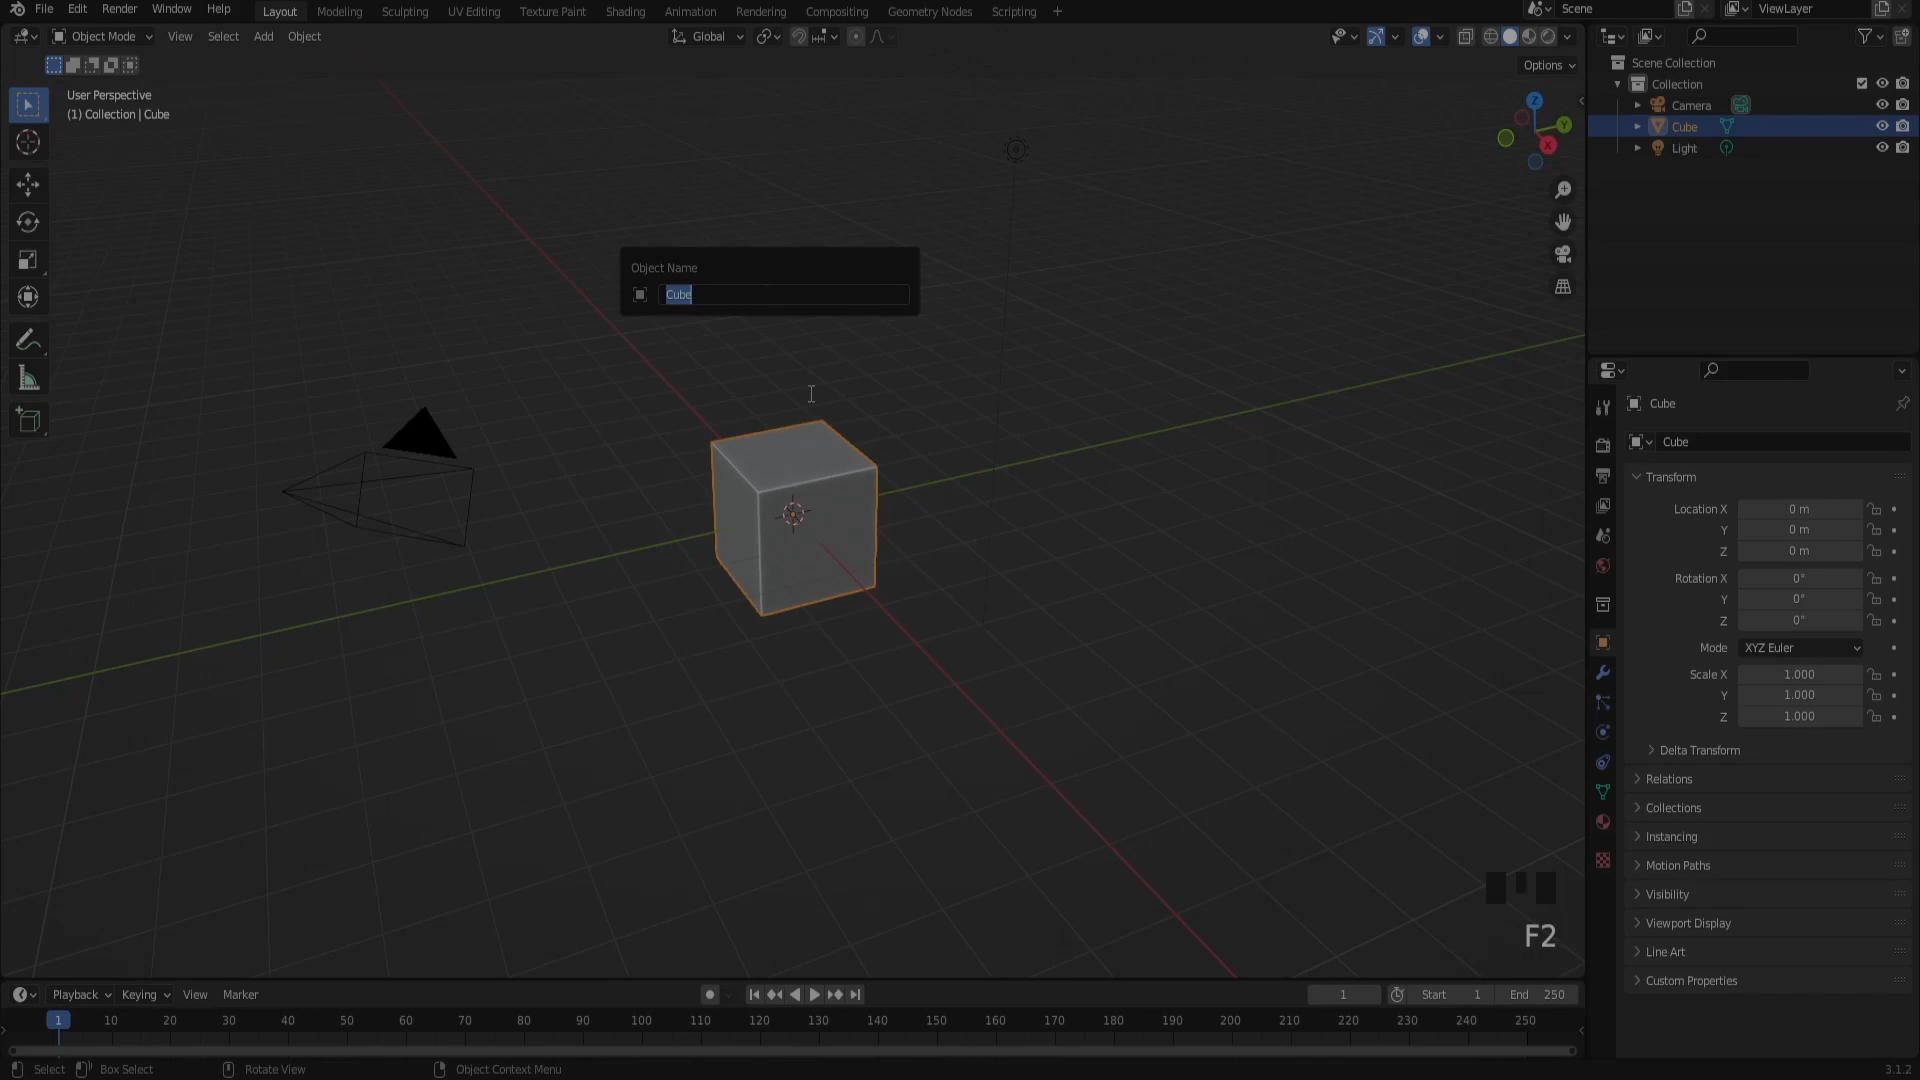 File Edit Render Window Help Layout Modeling Sculpting UV Editing Texture Paint Shading Animation Rendering Compositing Geometry Nodes Scripting + Scene ViewLayer
Object Mode View Select Add Object Global
Options
User Perspective
(1) Collection | Cube
Z
Y
X
Object Name
Cube
Scene Collection
Collection
Camera
Cube
Light
Cube
Cube
Transform
Location X 0 m
Y 0 m
Z 0 m
Rotation X 0°
Y 0°
Z 0°
Mode XYZ Euler
Scale X 1.000
Y 1.000
Z 1.000
Delta Transform
Relations
Collections
Instancing
Motion Paths
Visibility
Viewport Display
Line Art
Custom Properties
F2
Playback Keying View Marker 1 Start 1 End 250
1 10 20 30 40 50 60 70 80 90 100 110 120 130 140 150 160 170 180 190 200 210 220 230 240 250
Select Box Select Rotate View Object Context Menu 3.1.2